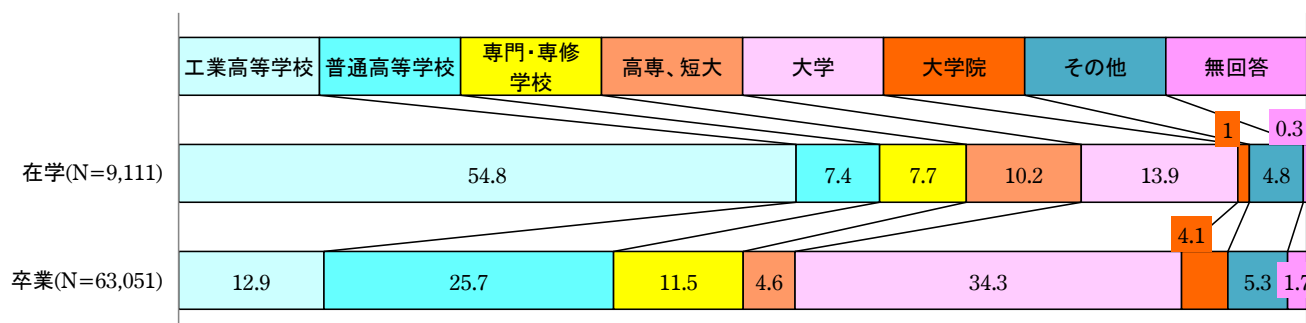 工業高等学校 普通高等学校 専門・専修学校 高専、短大 大学 大学院 その他 無回答
1 0.3
在学(N=9,111) 54.8 7.4 7.7 10.2 13.9 4.8
4.1
卒業(N=63,051) 12.9 25.7 11.5 4.6 34.3 5.3 1.7